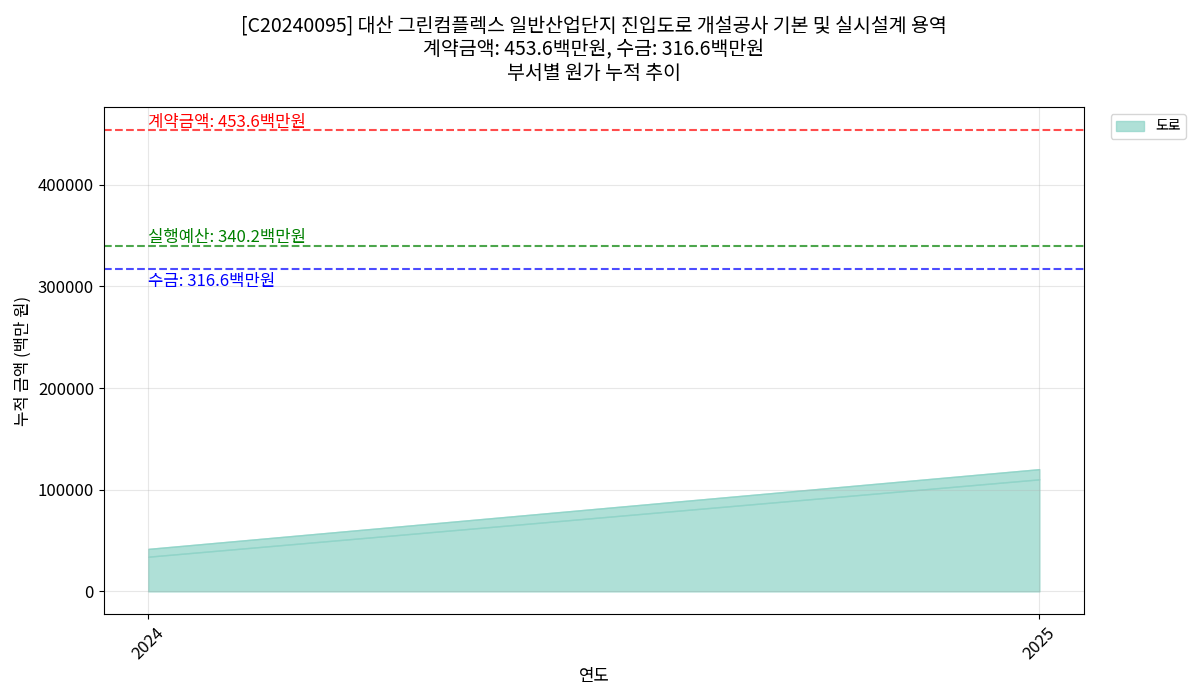 [C20240095] 대산 그린컴플렉스 일반산업단지 진입도로 개설공사 기본 및 실시설계 용역
계약금액: 453.6백만원, 수금: 316.6백만원
부서별 원가 누적 추이
계약금액: 453.6백만원
도로
400000
실행예산: 340.2백만원
수금: 316.6백만원
300000
누적 금액 (백만 원)
200000
100000
0
2024
2025
연도